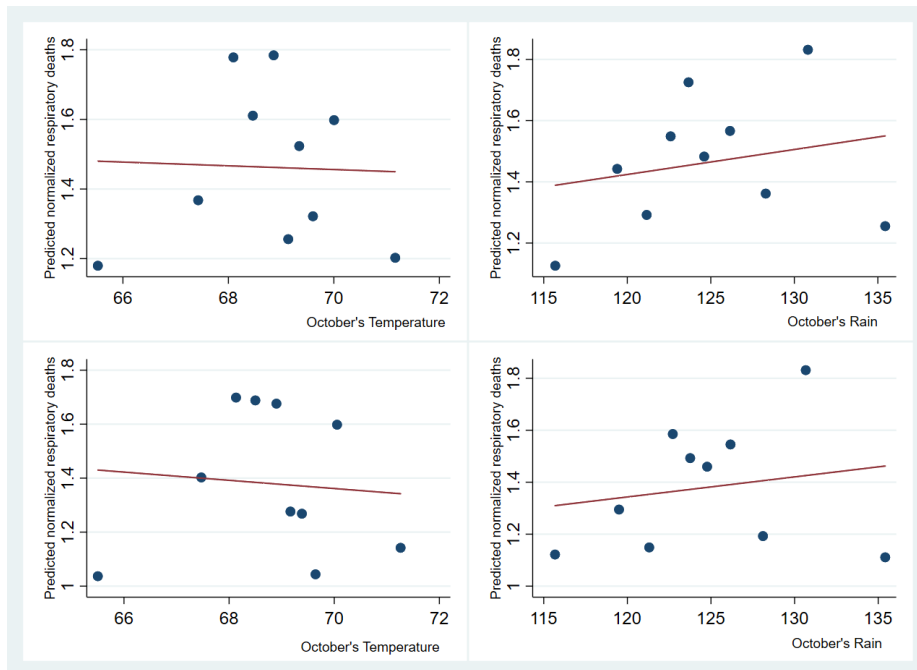 Predicted normalized respiratory deaths
1.8
1.6
1.4
1.2
66 68 70 72
October's Temperature
Predicted normalized respiratory deaths
1.8
1.6
1.4
1.2
115 120 125 130 135
October's Rain
Predicted normalized respiratory deaths
1.8
1.6
1.4
1.2
1
66 68 70 72
October's Temperature
Predicted normalized respiratory deaths
1.8
1.6
1.4
1.2
1
115 120 125 130 135
October's Rain